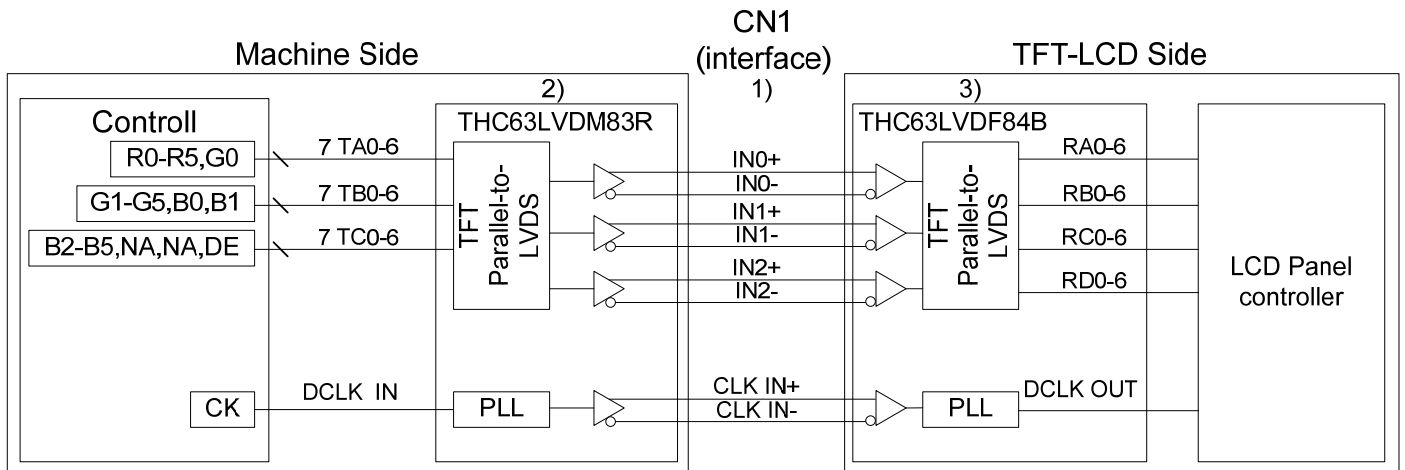 CN1
(interface)
1)
Machine Side
TFT-LCD Side
Controll
R0-R5,G0
G1-G5,B0,B1
B2-B5,NA,NA,DE
CK
7 TA0-6
7 TB0-6
7 TC0-6
DCLK IN
2)
THC63LVDM83R
TFT
Parallel-to-
LVDS
PLL
IN0+
IN0-
IN1+
IN1-
IN2+
IN2-
CLK IN+
CLK IN-
3)
THC63LVDF84B
TFT
Parallel-to-
LVDS
PLL
RA0-6
RB0-6
RC0-6
RD0-6
DCLK OUT
LCD Panel
controller